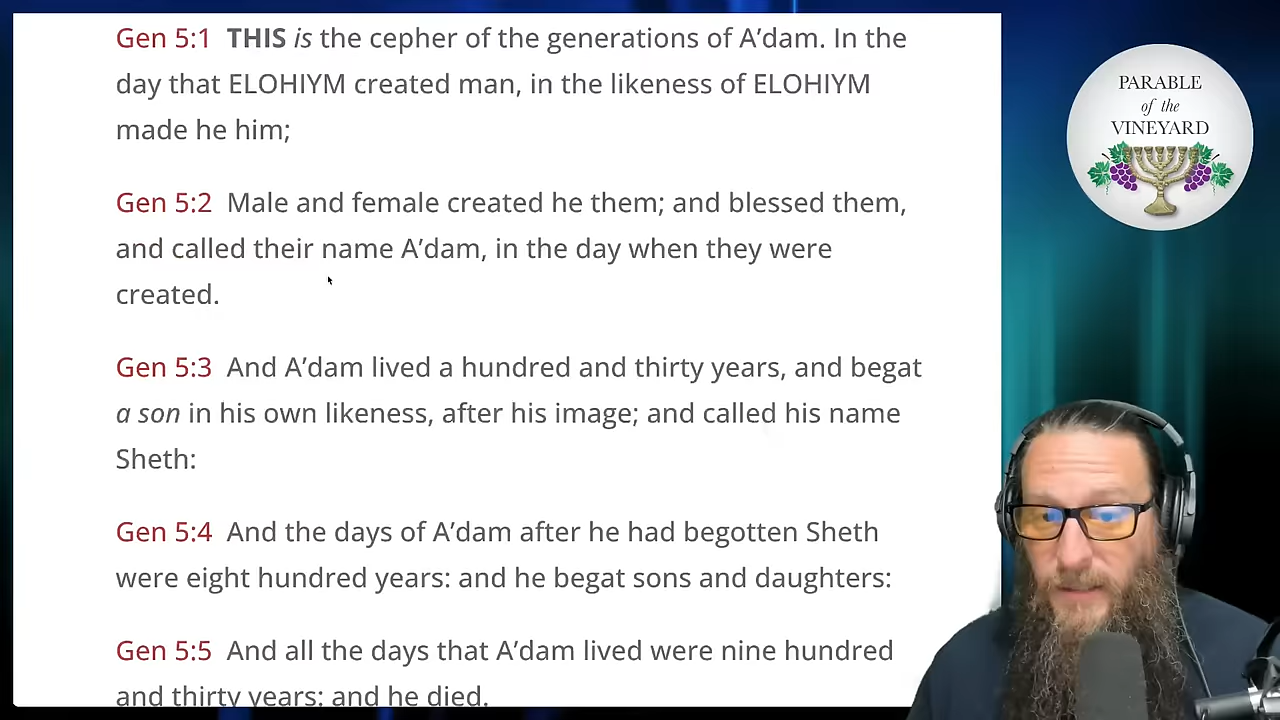 Gen 5:1 THIS is the cepher of the generations of A’dam. In the
day that ELOHIYM created man, in the likeness of ELOHIYM
made he him;
Gen 5:2 Male and female created he them; and blessed them,
and called their name A’dam, in the day when they were
created.
Gen 5:3 And A’dam lived a hundred and thirty years, and begat
a son in his own likeness, after his image; and called his name
Sheth:
Gen 5:4 And the days of A’dam after he had begotten Sheth
were eight hundred years: and he begat sons and daughters:
Gen 5:5 And all the days that A’dam lived were nine hundred
and thirty years: and he died.
PARABLE
of the
VINEYARD